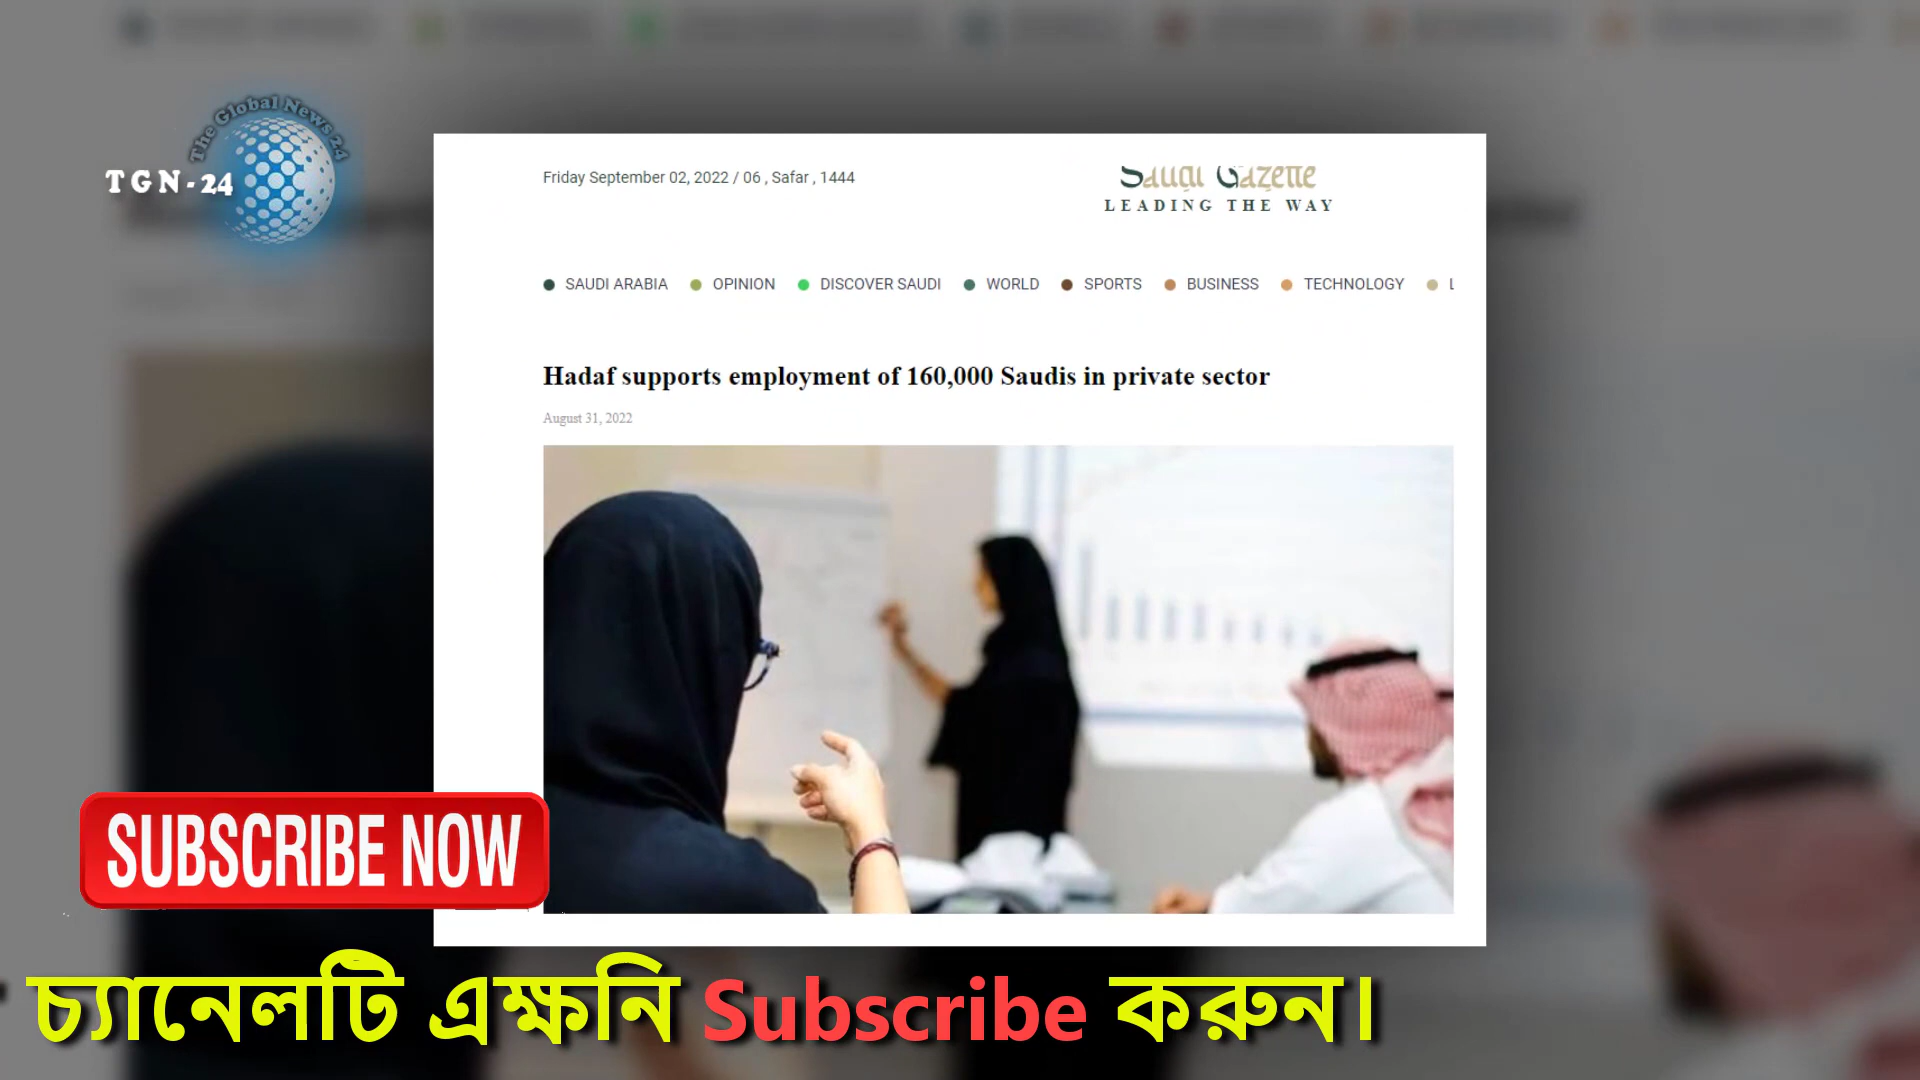 The Global News 24
TGN-24
Friday September 02, 2022 / 06 , Safar , 1444
Saudi Gazette
LEADING THE WAY
SAUDI ARABIA OPINION DISCOVER SAUDI WORLD SPORTS BUSINESS TECHNOLOGY L
Hadaf supports employment of 160,000 Saudis in private sector
August 31, 2022
SUBSCRIBE NOW
চ্যানেলটি এক্ষনি Subscribe করুন।